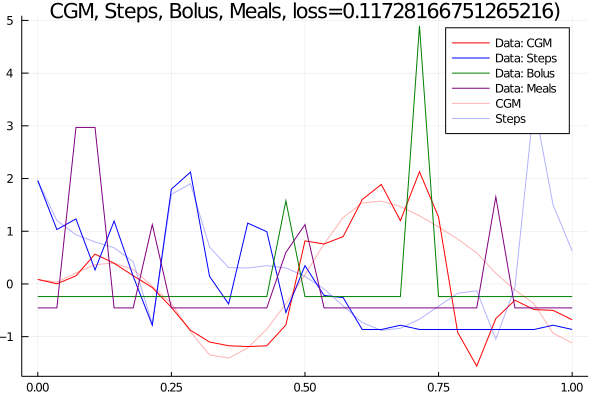 CGM, Steps, Bolus, Meals, loss=0.11728166751265216)
5
4
3
2
1
0
−1
Data: CGM
Data: Steps
Data: Bolus
Data: Meals
CGM
Steps
0.00 0.25 0.50 0.75 1.00